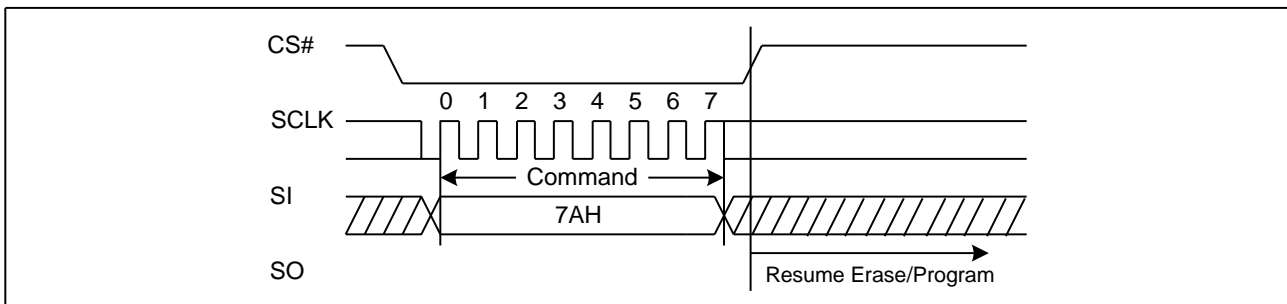 CS#
0 1 2 3 4 5 6 7
SCLK
Command
SI
7AH
SO
Resume Erase/Program